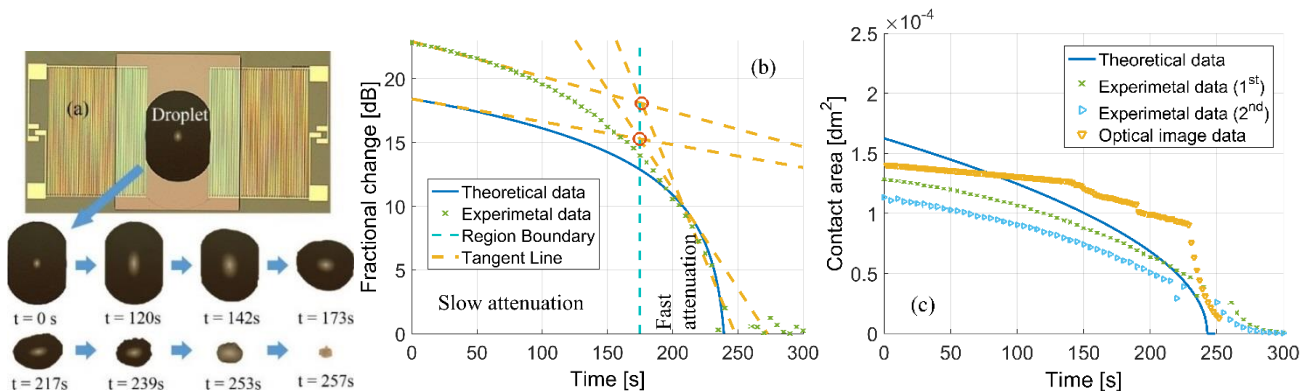 (a)
Droplet
t = 0 s
t = 120s
t = 142s
t = 173s
t = 217s
t = 239s
t = 253s
t = 257s
Fractional change [dB]
20
15
10
5
0
(b)
Theoretical data
Experimetal data
Region Boundary
Tangent Line
Slow attenuation
Fast
attenuation
0 50 100 150 200 250 300
Time [s]
×10⁻⁴
Contact area [dm²]
2
1.5
1
0.5
0
Theoretical data
Experimetal data (1ˢᵗ)
Experimetal data (2ⁿᵈ)
Optical image data
(c)
0 50 100 150 200 250 300
Time [s]